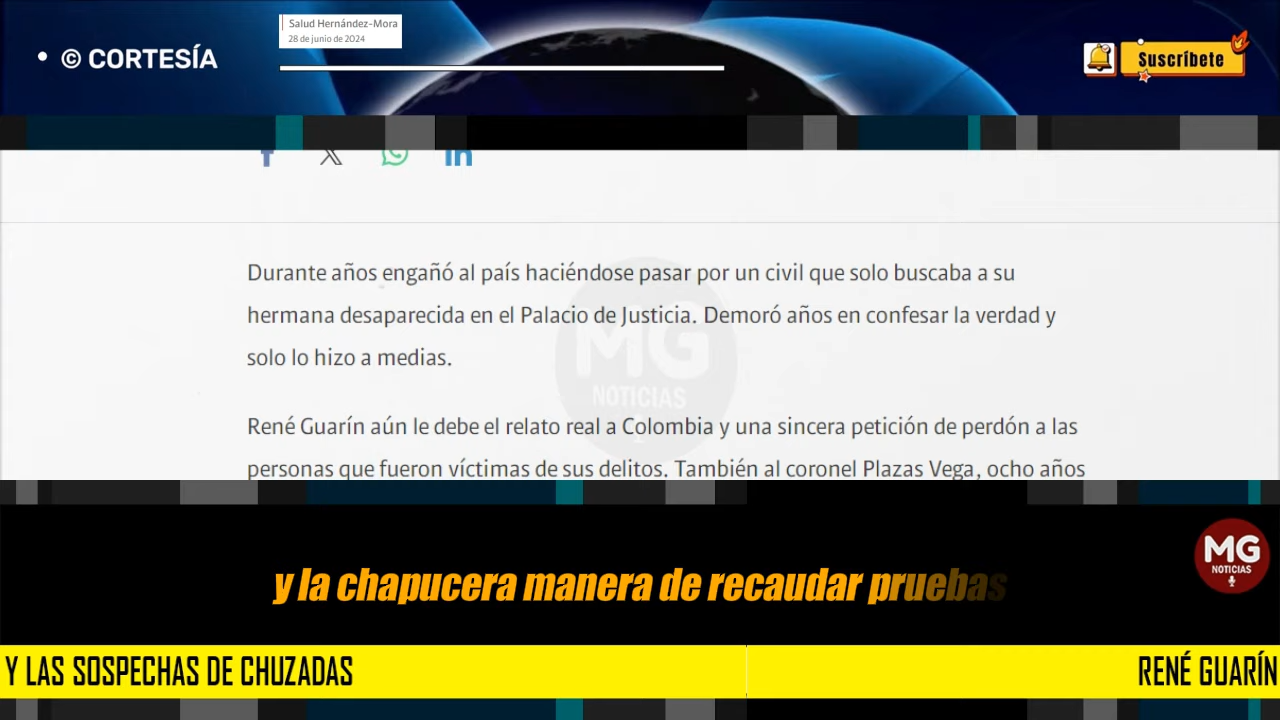 Salud Hernández-Mora
28 de junio de 2024
• © CORTESÍA
Suscríbete
Durante años engañó al país haciéndose pasar por un civil que solo buscaba a su
hermana desaparecida en el Palacio de Justicia. Demoró años en confesar la verdad y
solo lo hizo a medias.
MG
NOTICIAS
René Guarín aún le debe el relato real a Colombia y una sincera petición de perdón a las
personas que fueron víctimas de sus delitos. También al coronel Plazas Vega, ocho años
MG
NOTICIAS
y la chapucera manera de recaudar pruebas
Y LAS SOSPECHAS DE CHUZADAS
RENÉ GUARÍN